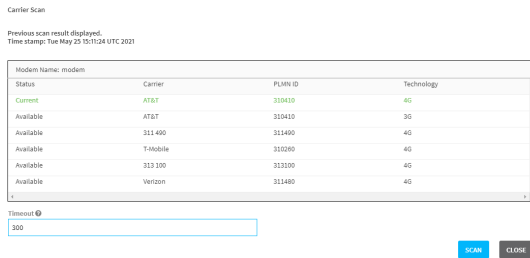 Carrier Scan
Previous scan result displayed.
Time stamp: Tue May 25 15:11:24 UTC 2021
Modem Name: modem
Status Carrier PLMN ID Technology
Current AT&T 310410 4G
Available AT&T 310410 3G
Available 311 490 311490 4G
Available T-Mobile 310260 4G
Available 313 100 313100 4G
Available Verizon 311480 4G
Timeout
300
SCAN CLOSE